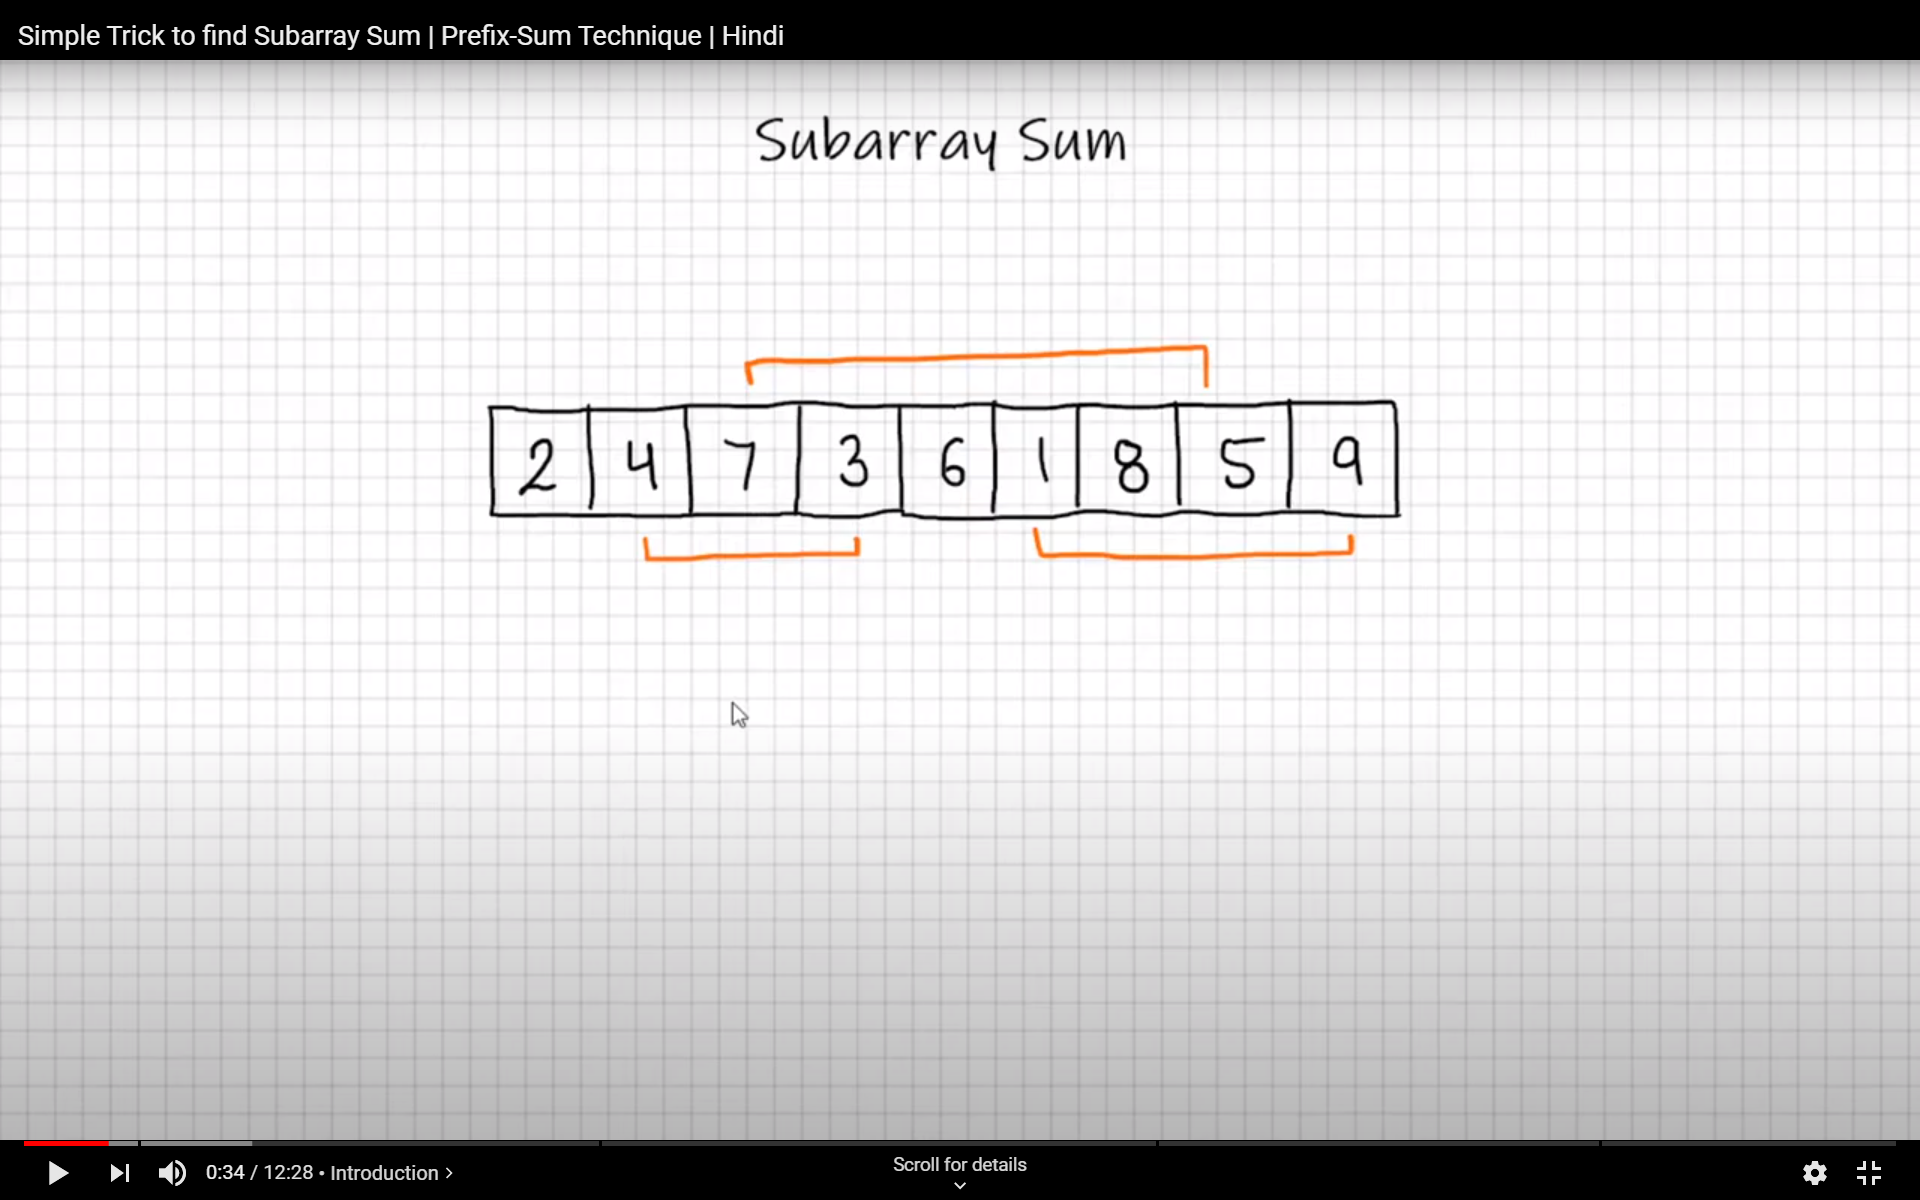 Simple Trick to find Subarray Sum | Prefix-Sum Technique | Hindi
Subarray Sum
2 4 7 3 6 1 8 5 9
0:34 / 12:28 • Introduction >
Scroll for details